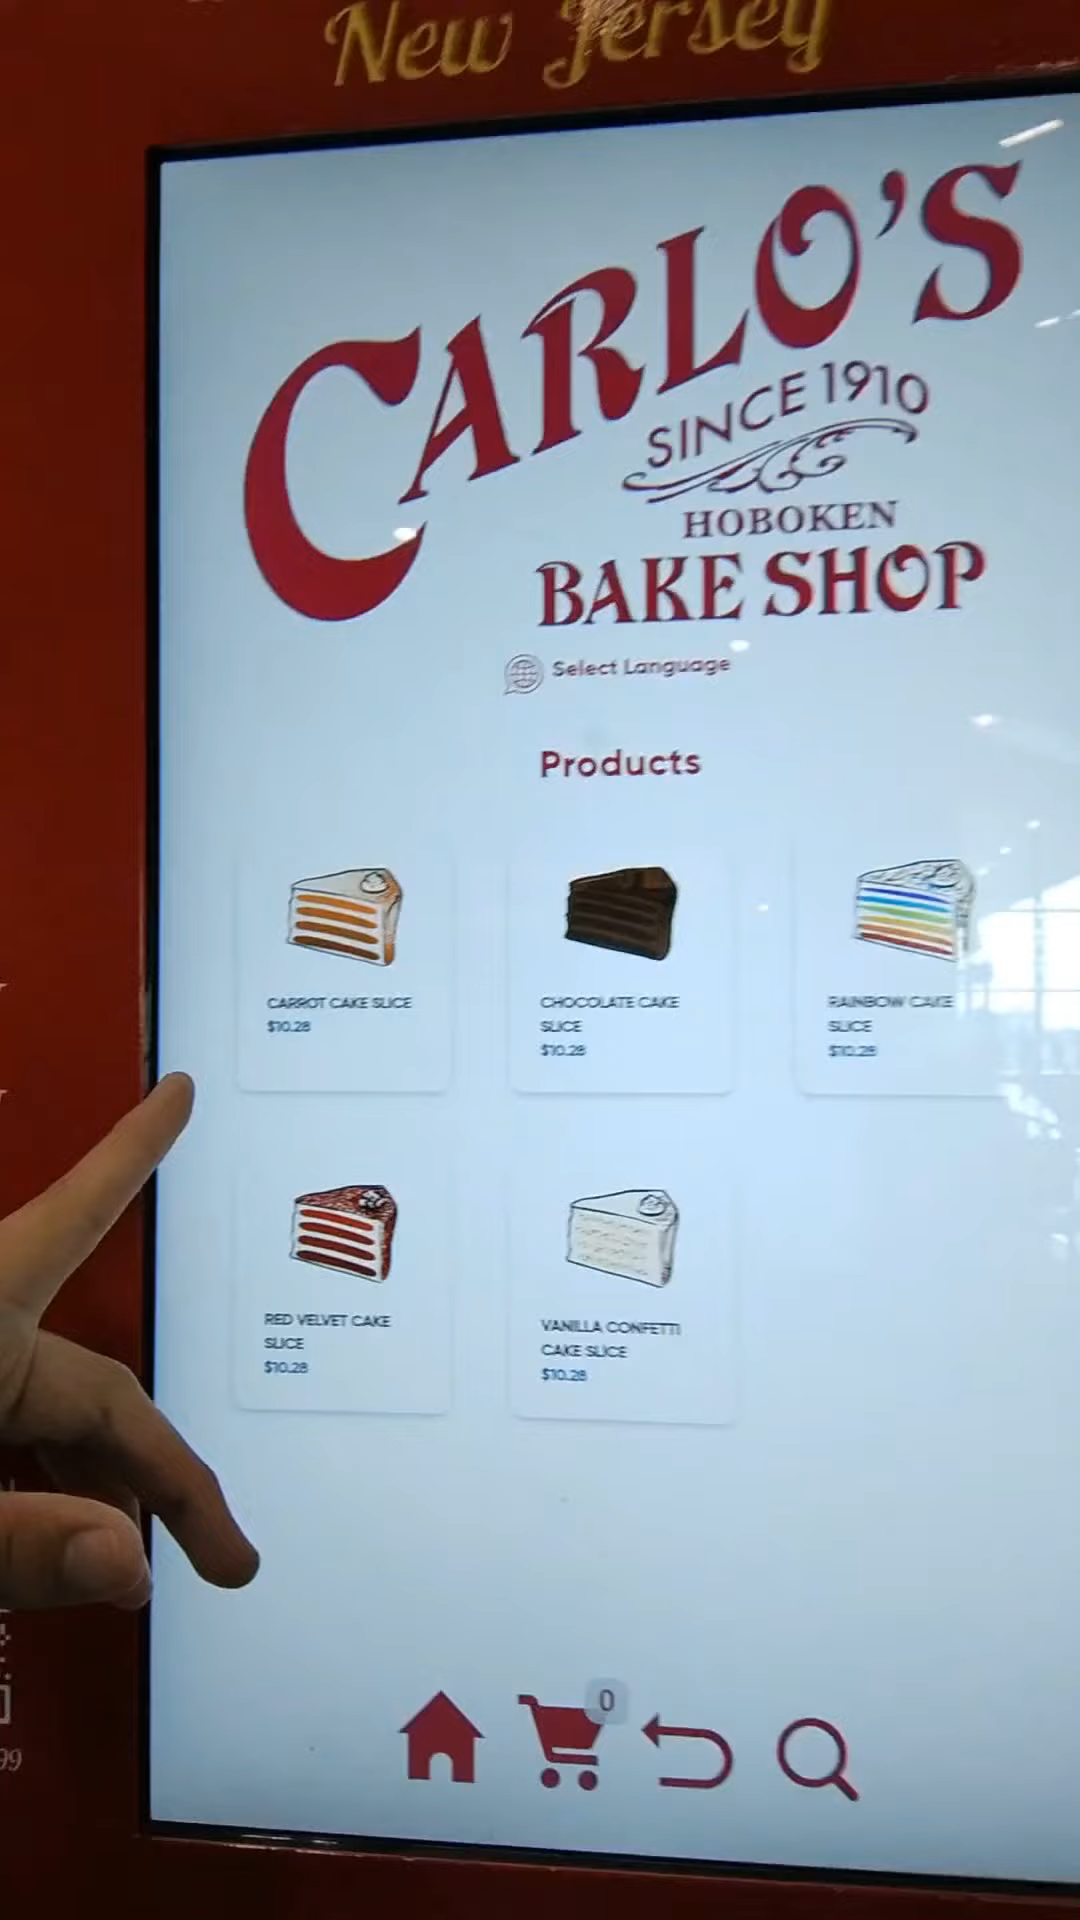 New Jersey
CARLO'S
SINCE 1910
HOBOKEN
BAKE SHOP
Select Language
Products
CARROT CAKE SLICE
$10.28
CHOCOLATE CAKE
SLICE
$10.28
RAINBOW CAKE
SLICE
$10.28
RED VELVET CAKE
SLICE
$10.28
VANILLA CONFETTI
CAKE SLICE
$10.28
0
99